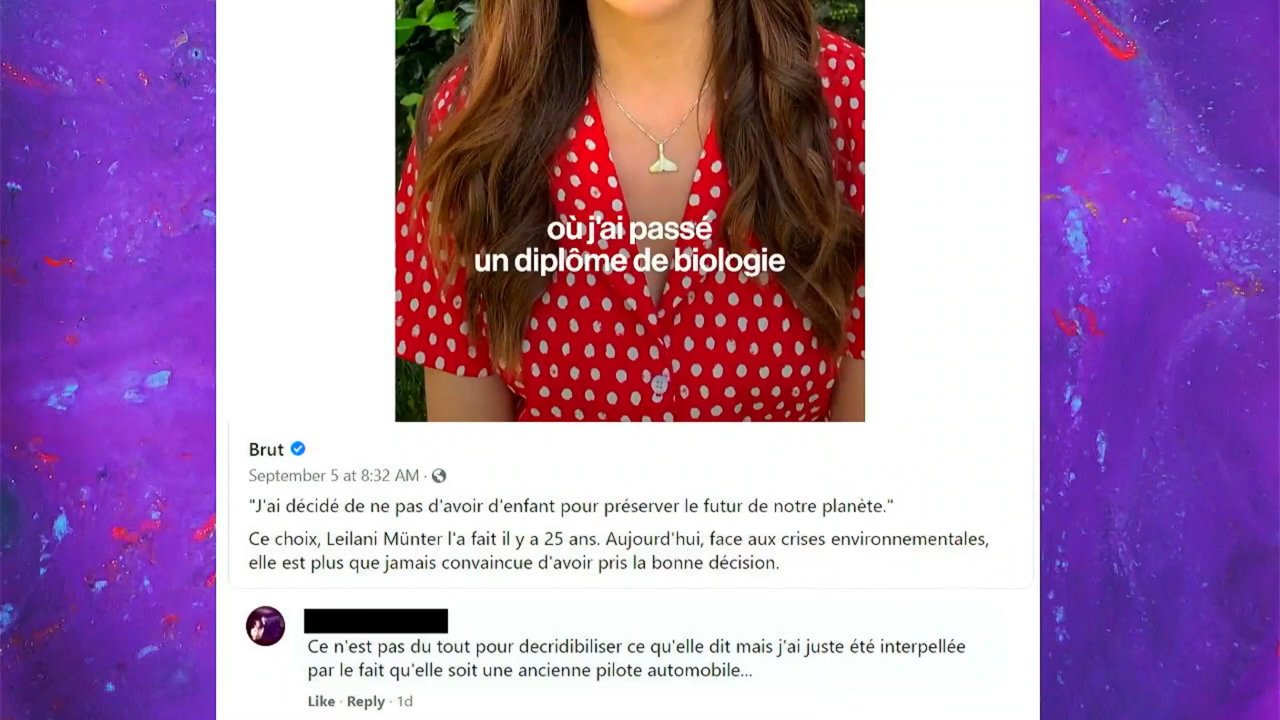 où j'ai passé
un diplôme de biologie
Brut
September 5 at 8:32 AM ·
"J'ai décidé de ne pas d'avoir d'enfant pour préserver le futur de notre planète."
Ce choix, Leilani Münter l'a fait il y a 25 ans. Aujourd'hui, face aux crises environnementales,
elle est plus que jamais convaincue d'avoir pris la bonne décision.
Ce n'est pas du tout pour decridibiliser ce qu'elle dit mais j'ai juste été interpellée
par le fait qu'elle soit une ancienne pilote automobile...
Like · Reply · 1d